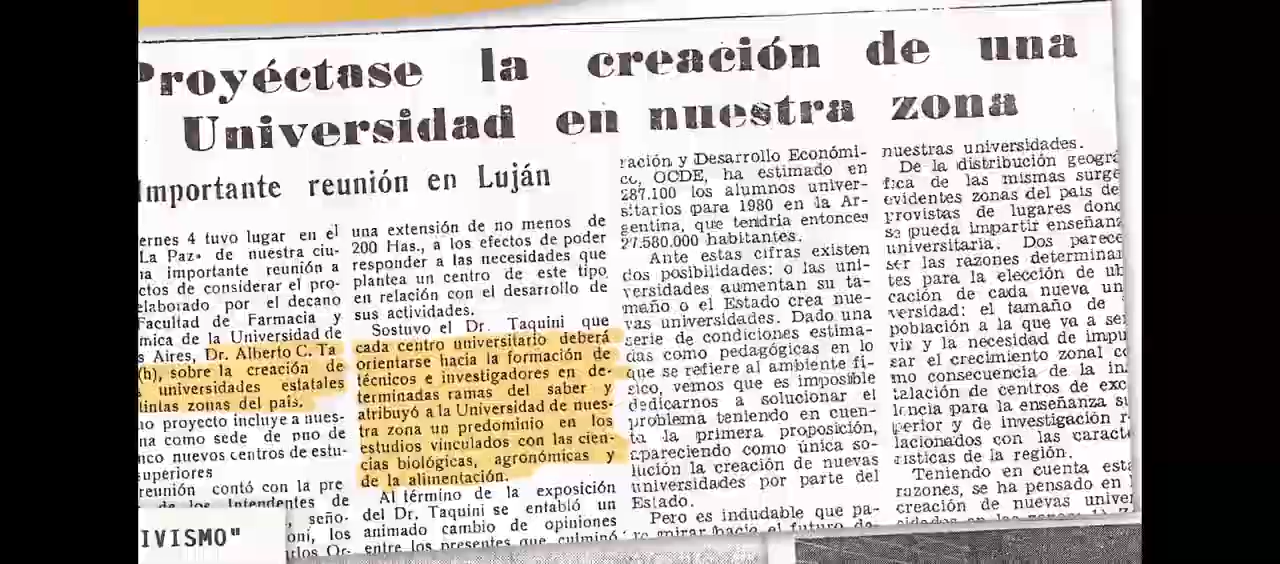 Proyéctase la creación de una
Universidad en nuestra zona
Importante reunión en Luján
ernes 4 tuvo lugar en el
La Paz» de nuestra ciu-
na importante reunión a
ctos de considerar el pro-
elaborado por el decano
Facultad de Farmacia y
mica de la Universidad de
s Aires, Dr. Alberto C. Ta
(h), sobre la creación de
universidades estatales
tintas zonas del país.
no proyecto incluye a nues-
na como sede de pno de
nco nuevos centros de estu-
superiores
reunión contó con la pre
de los Intendentes de
, seño-
oni, los
rlos Or-
una extensión de no menos de
200 Has., a los efectos de poder
responder a las necesidades que
plantea un centro de este tipo
en relación con el desarrollo de
sus actividades.
Sostuvo el Dr. Taquini que
cada centro universitario deberá
orientarse hacia la formación de
técnicos e investigadores en de-
terminadas ramas del saber y
atribuyó a la Universidad de nues-
tra zona un predominio en los
estudios vinculados con las cien-
cias biológicas, agronómicas y
de la alimentación.
Al término de la exposición
del Dr. Taquini se entabló un
animado cambio de opiniones
entre los presentes que culminó
ración y Desarrollo Económi-
co, OCDE, ha estimado en
287.100 los alumnos univer-
sitarios para 1980 en la Ar-
gentina, que tendría entonces
27.580.000 habitantes.
Ante estas cifras existen
dos posibilidades: o las uni-
versidades aumentan su ta-
maño o el Estado crea nue-
vas universidades. Dado una
serie de condiciones estima-
das como pedagógicas en lo
que se refiere al ambiente fí-
sico, vemos que es imposible
dedicarnos a solucionar el
problema teniendo en cuen-
ta la primera proposición,
apareciendo como única so-
lución la creación de nuevas
universidades por parte del
Estado.
Pero es indudable que pa-
ra mirar hacia el futuro de-
nuestras universidades.
De la distribución geográ
fica de las mismas surge
evidentes zonas del país de
provistas de lugares dond
se pueda impartir enseñanz
universitaria. Dos parece
ser las razones determinan
tes para la elección de ub
cación de cada nueva un
versidad: el tamaño de
población a la que va a se
vir y la necesidad de impu
sar el crecimiento zonal co
mo consecuencia de la in
talación de centros de exc
lencia para la enseñanza su
perior y de investigación r
lacionados con las caract
rísticas de la región.
Teniendo en cuenta esta
razones, se ha pensado en
creación de nuevas univer
IVISMO"